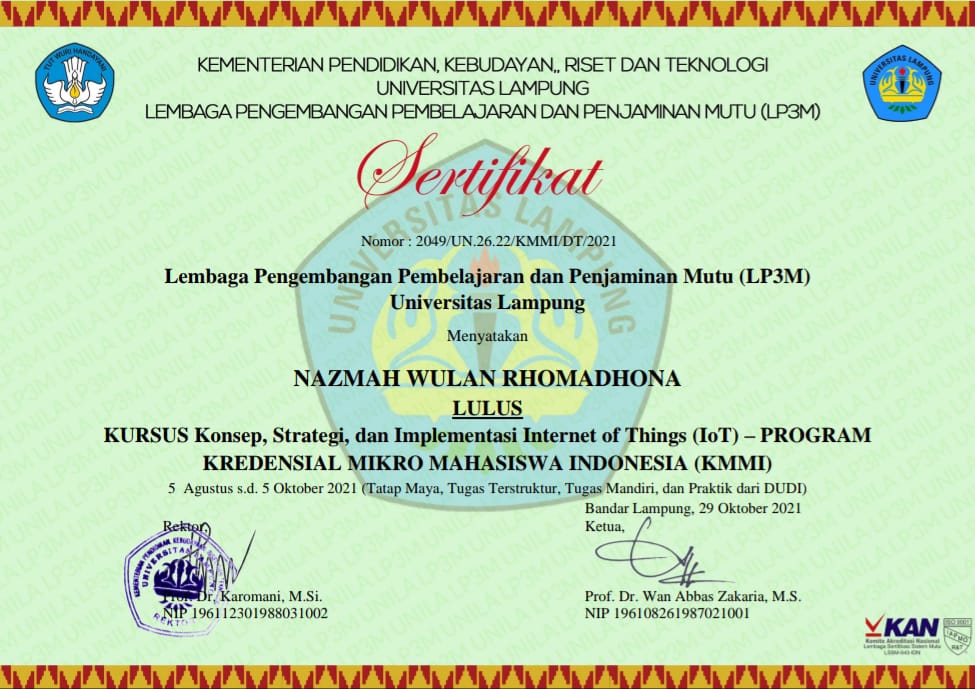 TUT WURI HANDAYANI
UNIVERSITAS LAMPUNG
KEMENTERIAN PENDIDIKAN, KEBUDAYAN,, RISET DAN TEKNOLOGI
UNIVERSITAS LAMPUNG
LEMBAGA PENGEMBANGAN PEMBELAJARAN DAN PENJAMINAN MUTU (LP3M)
Sertifikat
UNIVERSITAS LAMPUNG
Nomor : 2049/UN.26.22/KMMI/DT/2021
Lembaga Pengembangan Pembelajaran dan Penjaminan Mutu (LP3M)
Universitas Lampung
Menyatakan
NAZMAH WULAN RHOMADHONA
LULUS
KURSUS Konsep, Strategi, dan Implementasi Internet of Things (IoT) – PROGRAM
KREDENSIAL MIKRO MAHASISWA INDONESIA (KMMI)
5 Agustus s.d. 5 Oktober 2021 (Tatap Maya, Tugas Terstruktur, Tugas Mandiri, dan Praktik dari DUDI)
Bandar Lampung, 29 Oktober 2021
Rektor,
Ketua,
UNIVERSITAS
REKTOR
Prof. Dr. Karomani, M.Si.
NIP 196112301988031002
Prof. Dr. Wan Abbas Zakaria, M.S.
NIP 196108261987021001
KAN
Komite Akreditasi Nasional
Lembaga Sertifikasi Sistem Mutu
LSSM-043-IDN
ISO 9001